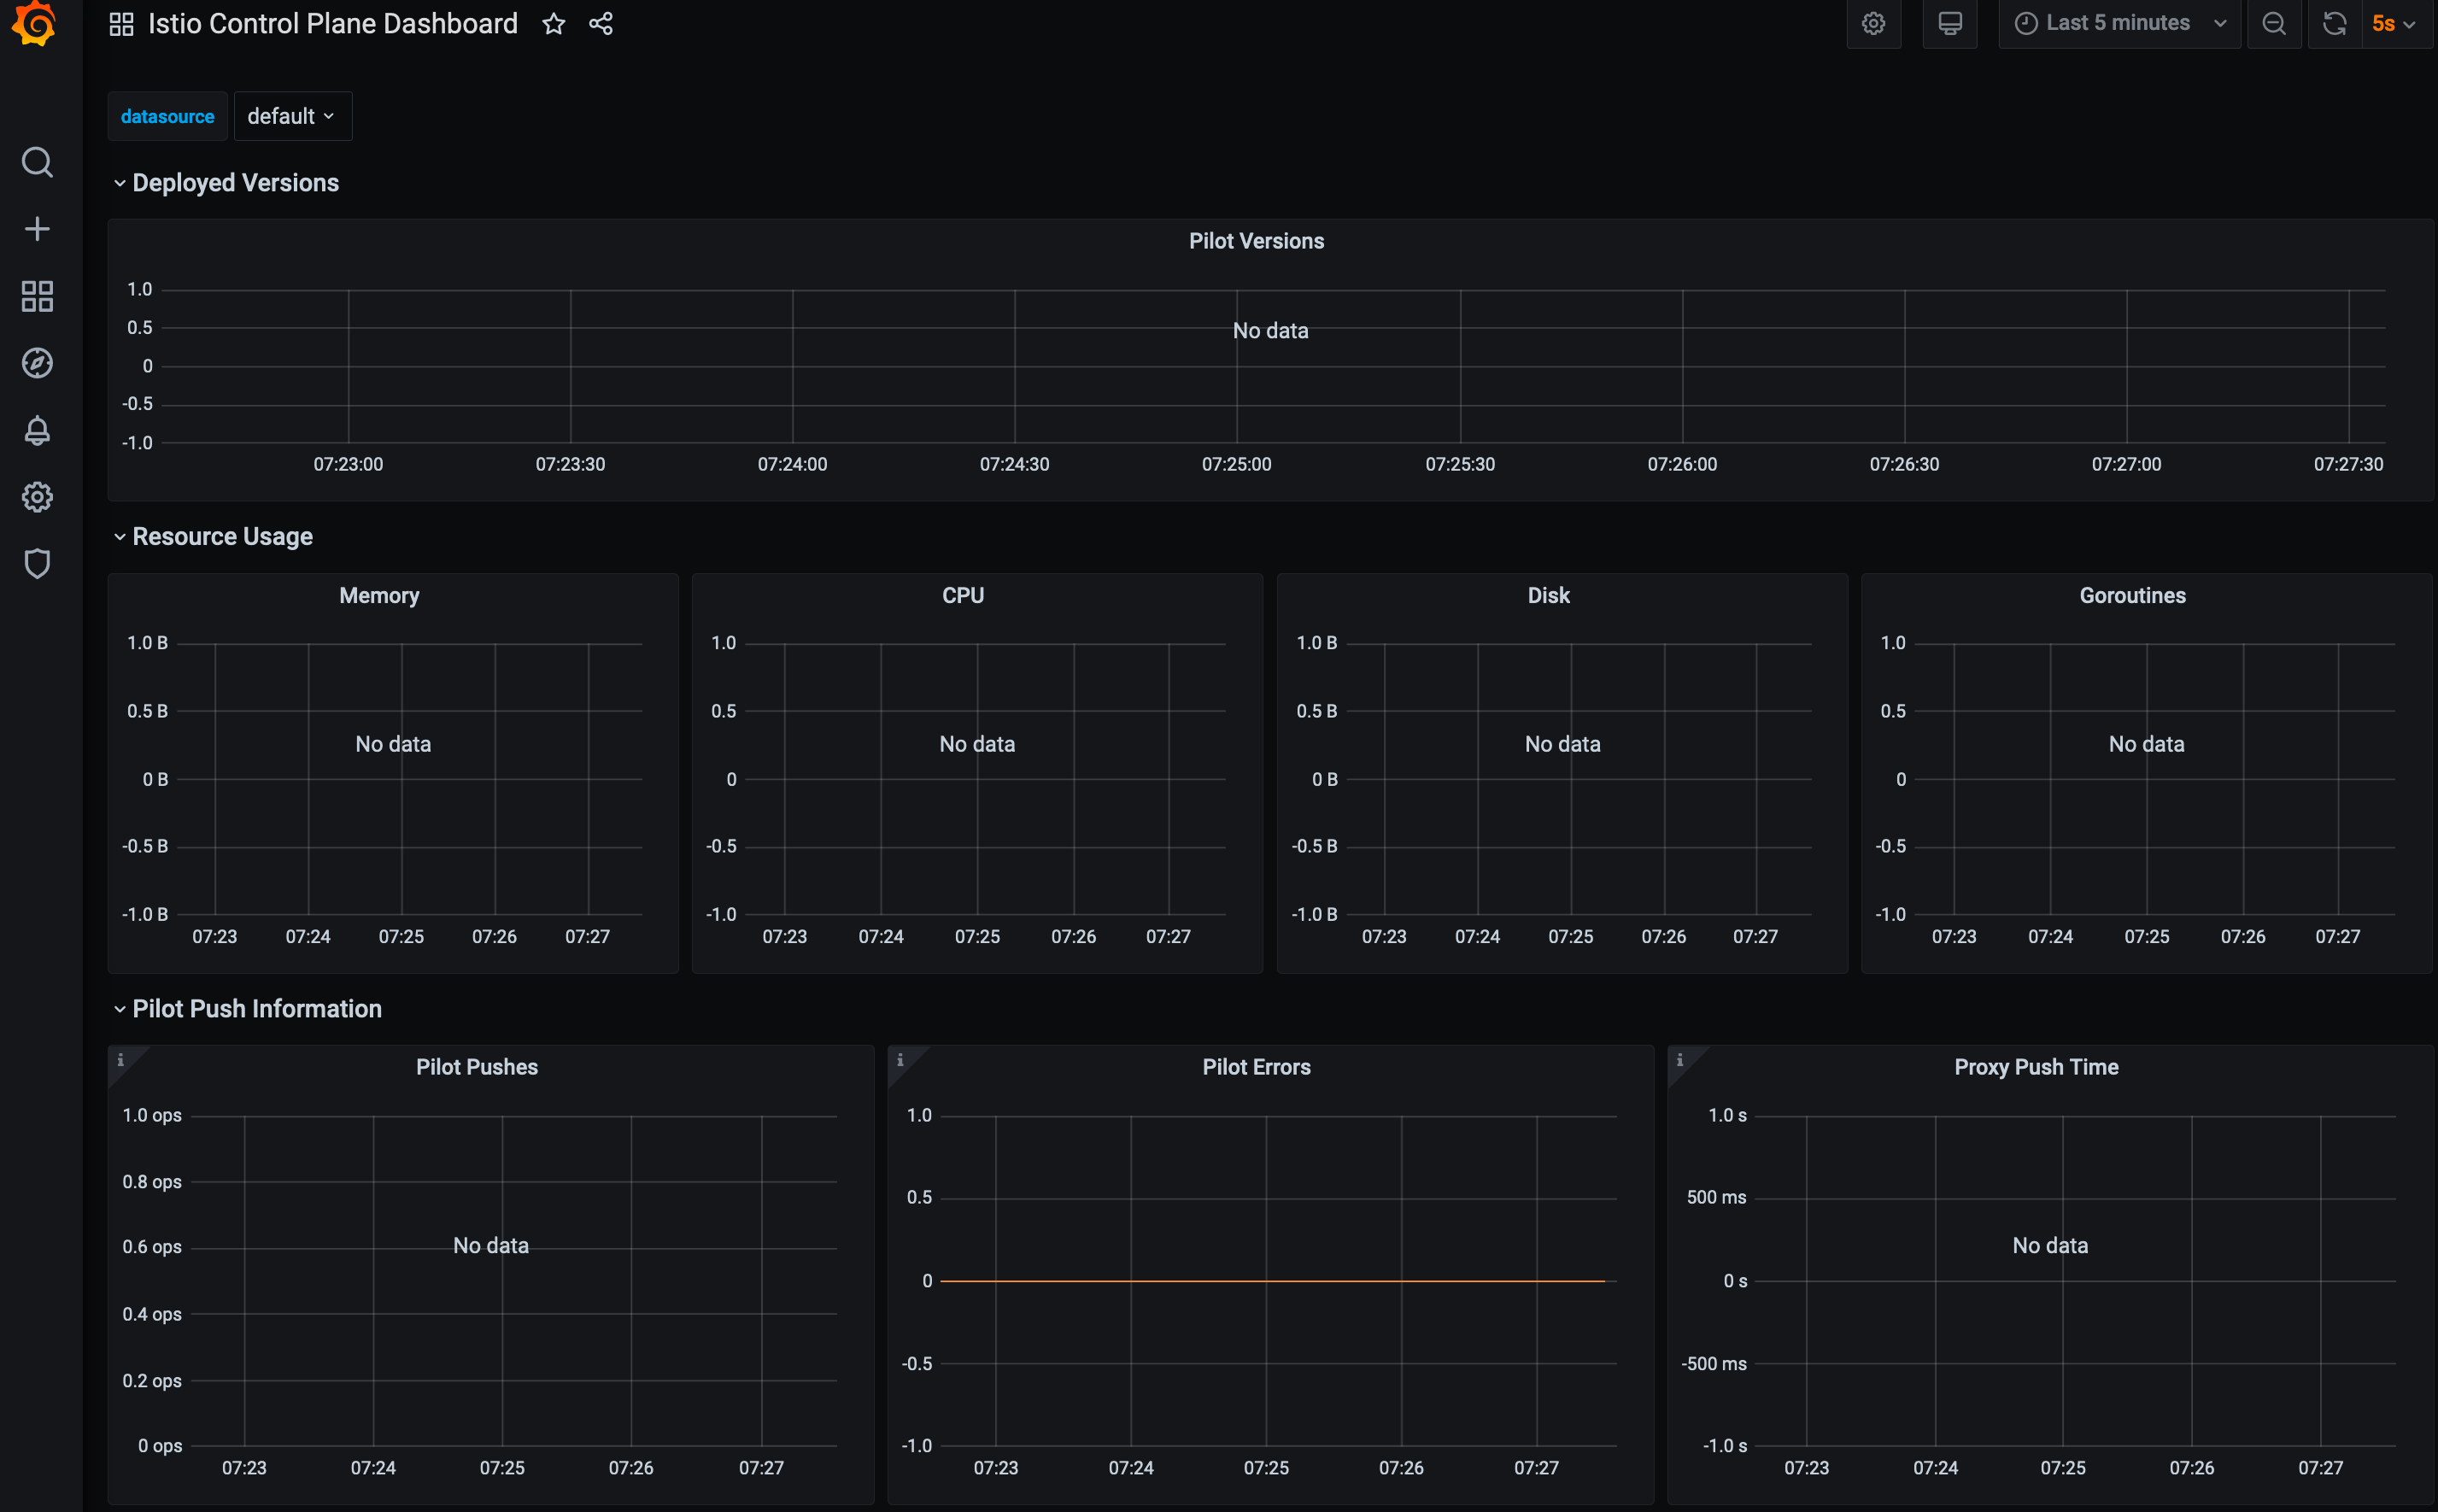 Istio Control Plane Dashboard
Last 5 minutes
5s
datasource
default
Deployed Versions
Pilot Versions
1.0
0.5
0
-0.5
-1.0
No data
07:23:00 07:23:30 07:24:00 07:24:30 07:25:00 07:25:30 07:26:00 07:26:30 07:27:00 07:27:30
Resource Usage
Memory
1.0 B
0.5 B
0 B
-0.5 B
-1.0 B
No data
07:23 07:24 07:25 07:26 07:27
CPU
1.0
0.5
0
-0.5
-1.0
No data
07:23 07:24 07:25 07:26 07:27
Disk
1.0 B
0.5 B
0 B
-0.5 B
-1.0 B
No data
07:23 07:24 07:25 07:26 07:27
Goroutines
1.0
0.5
0
-0.5
-1.0
No data
07:23 07:24 07:25 07:26 07:27
Pilot Push Information
i
Pilot Pushes
1.0 ops
0.8 ops
0.6 ops
0.4 ops
0.2 ops
0 ops
No data
07:23 07:24 07:25 07:26 07:27
i
Pilot Errors
1.0
0.5
0
-0.5
-1.0
07:23 07:24 07:25 07:26 07:27
i
Proxy Push Time
1.0 s
500 ms
0 s
-500 ms
-1.0 s
No data
07:23 07:24 07:25 07:26 07:27